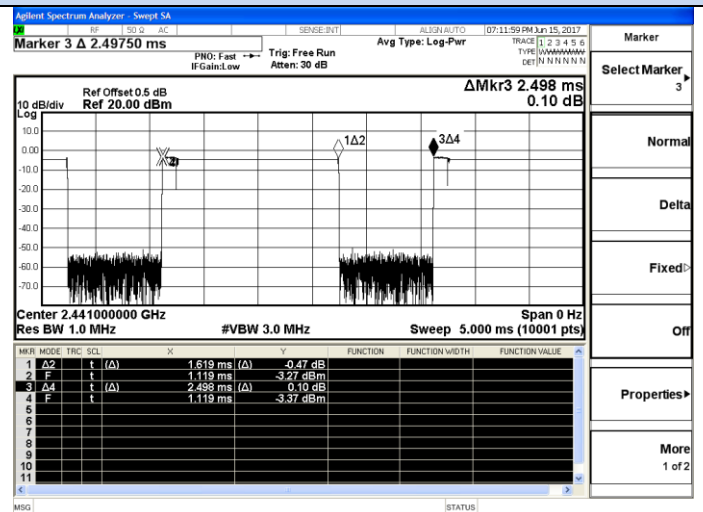 Agilent Spectrum Analyzer - Swept SA
RF 50 Ω AC SENSE:INT ALIGN AUTO 07:11:59 PM Jun 15, 2017
Marker 3 Δ 2.49750 ms
PNO: Fast
IFGain:Low
Trig: Free Run
Atten: 30 dB
Avg Type: Log-Pwr
TRACE 1 2 3 4 5 6
TYPE
DET N N N N N N
Ref Offset 0.5 dB
10 dB/div Ref 20.00 dBm
ΔMkr3 2.498 ms
0.10 dB
Log
10.0
0.00
-10.0
-20.0
-30.0
-40.0
-50.0
-60.0
-70.0
1Δ2
3Δ4
Center 2.441000000 GHz Span 0 Hz
Res BW 1.0 MHz #VBW 3.0 MHz Sweep 5.000 ms (10001 pts)
MKR MODE TRC SCL X Y FUNCTION FUNCTION WIDTH FUNCTION VALUE
1 Δ2 t (Δ) 1.619 ms (Δ) -0.47 dB
2 F t 1.119 ms -3.27 dBm
3 Δ4 t (Δ) 2.498 ms (Δ) 0.10 dB
4 F t 1.119 ms -3.37 dBm
5
6
7
8
9
10
11
MSG STATUS
Marker
Select Marker
3
Normal
Delta
Fixed
Off
Properties
More
1 of 2